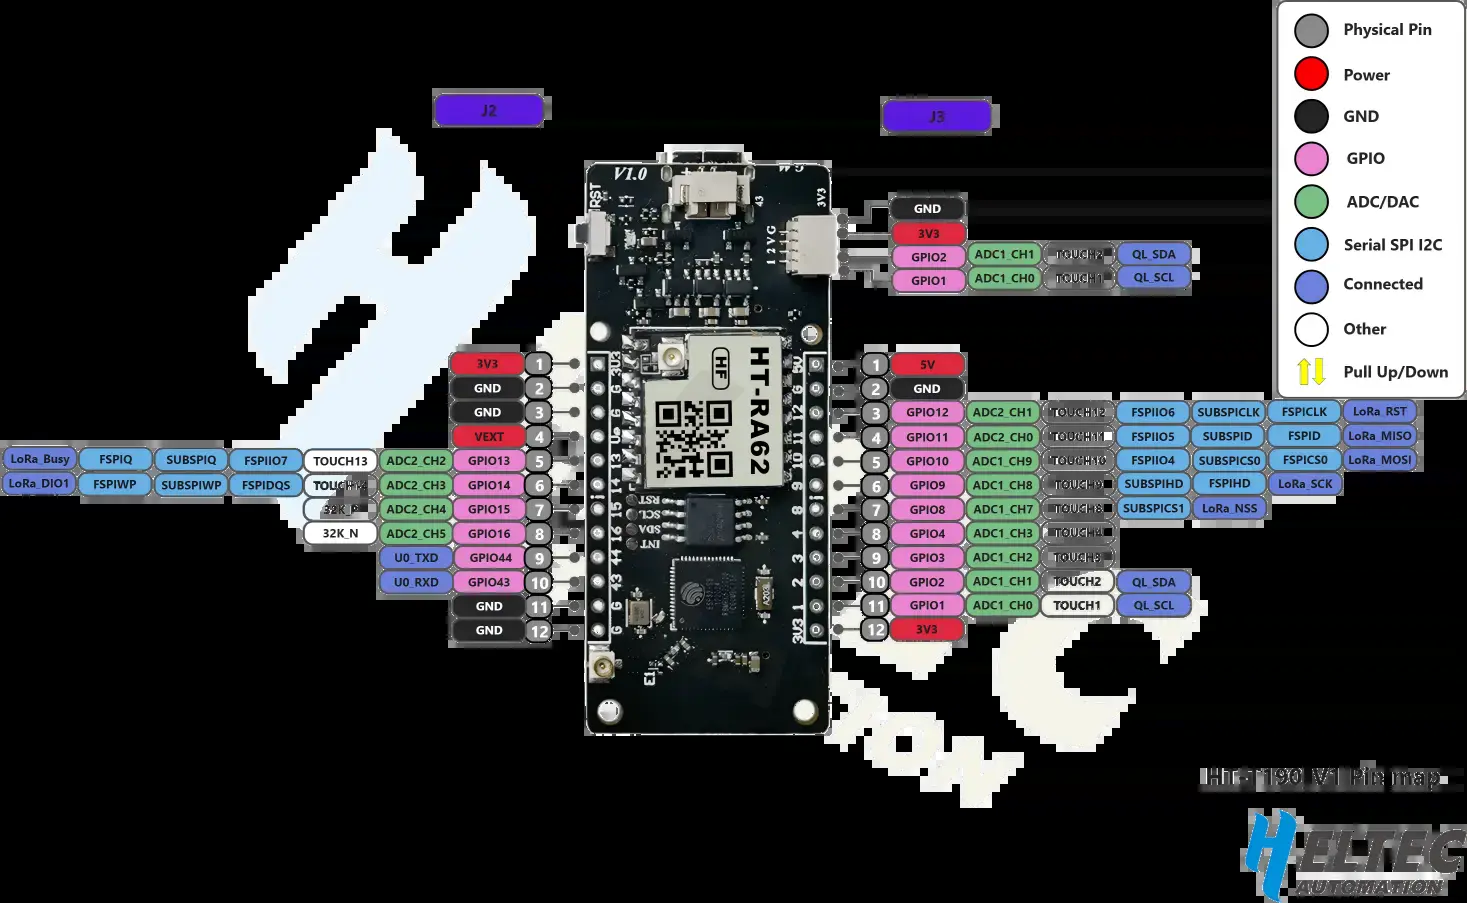 Physical Pin
Power
GND
GPIO
ADC/DAC
Serial SPI I2C
Connected
Other
Pull Up/Down
J2
J3
V1.0
RST
43
3V3
1 2 V G
GND
3V3
GPIO2 ADC1_CH1 TOUCH2 QL_SDA
GPIO1 ADC1_CH0 TOUCH1 QL_SCL
3V3 1
GND 2
GND 3
VEXT 4
LoRa_Busy FSPIQ SUBSPIQ FSPIIO7 TOUCH13 ADC2_CH2 GPIO13 5
LoRa_DIO1 FSPIWP SUBSPIWP FSPIDQS ADC2_CH3 GPIO14 6
ADC2_CH4 GPIO15 7
32K_N ADC2_CH5 GPIO16 8
U0_TXD GPIO44 9
U0_RXD GPIO43 10
GND 11
GND 12
HF
HT-RA62
RST
SCL
SDA
INT
E1
1 5V
2 GND
3 GPIO12 ADC2_CH1 TOUCH12 FSPIIO6 SUBSPICLK FSPICLK LoRa_RST
4 GPIO11 ADC2_CH0 TOUCH11 FSPIIO5 SUBSPID FSPID LoRa_MISO
5 GPIO10 ADC1_CH9 TOUCH10 FSPIIO4 SUBSPICS0 FSPICS0 LoRa_MOSI
6 GPIO9 ADC1_CH8 TOUCH9 SUBSPIHD FSPIHD LoRa_SCK
7 GPIO8 ADC1_CH7 TOUCH8 SUBSPICS1 LoRa_NSS
8 GPIO4 ADC1_CH3 TOUCH4
9 GPIO3 ADC1_CH2 TOUCH3
10 GPIO2 ADC1_CH1 TOUCH2 QL_SDA
11 GPIO1 ADC1_CH0 TOUCH1 QL_SCL
12 3V3
HT-T190_V1 Pin map
HELTEC
AUTOMATION